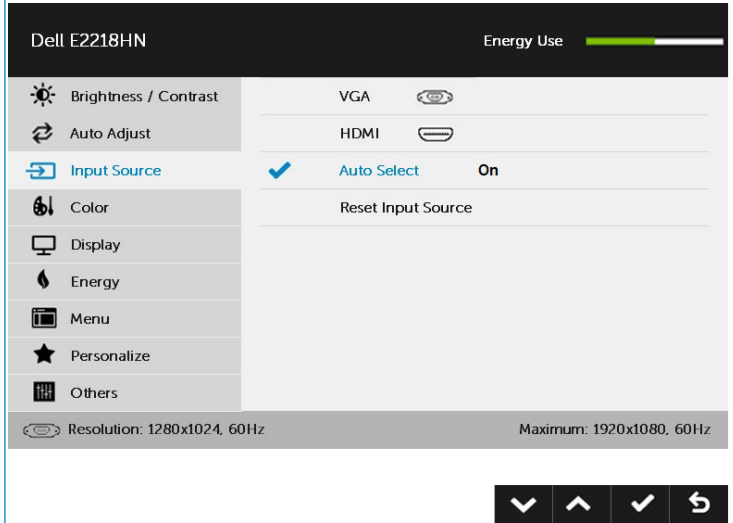 Dell E2218HN Energy Use
Brightness / Contrast VGA
Auto Adjust HDMI
Input Source Auto Select On
Color Reset Input Source
Display
Energy
Menu
Personalize
Others
Resolution: 1280x1024, 60Hz Maximum: 1920x1080, 60Hz